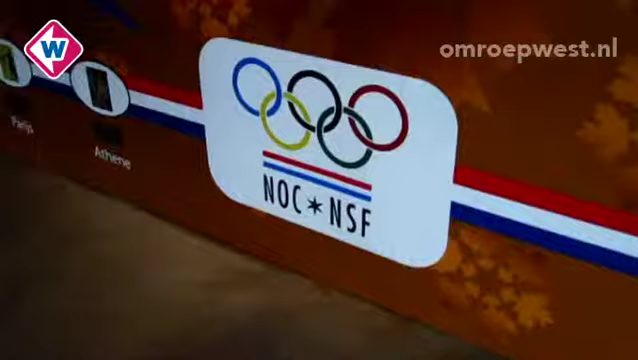 W
omroepwest.nl
Parijs
Athene
NOC✶NSF